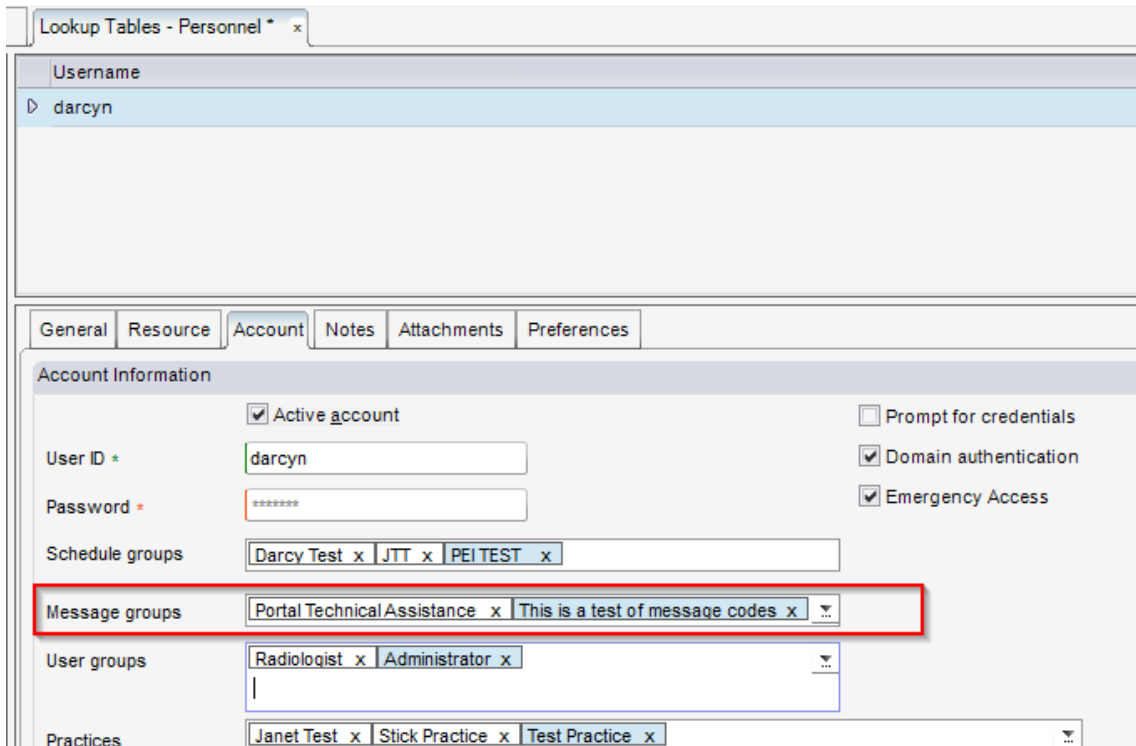 Lookup Tables - Personnel * x
Username
darcyn
General Resource Account Notes Attachments Preferences
Account Information
Active account Prompt for credentials
User ID * darcyn Domain authentication
Password * ******* Emergency Access
Schedule groups Darcy Test x JTT x PEI TEST x
Message groups Portal Technical Assistance x This is a test of message codes x
User groups Radiologist x Administrator x
Practices Janet Test x Stick Practice x Test Practice x